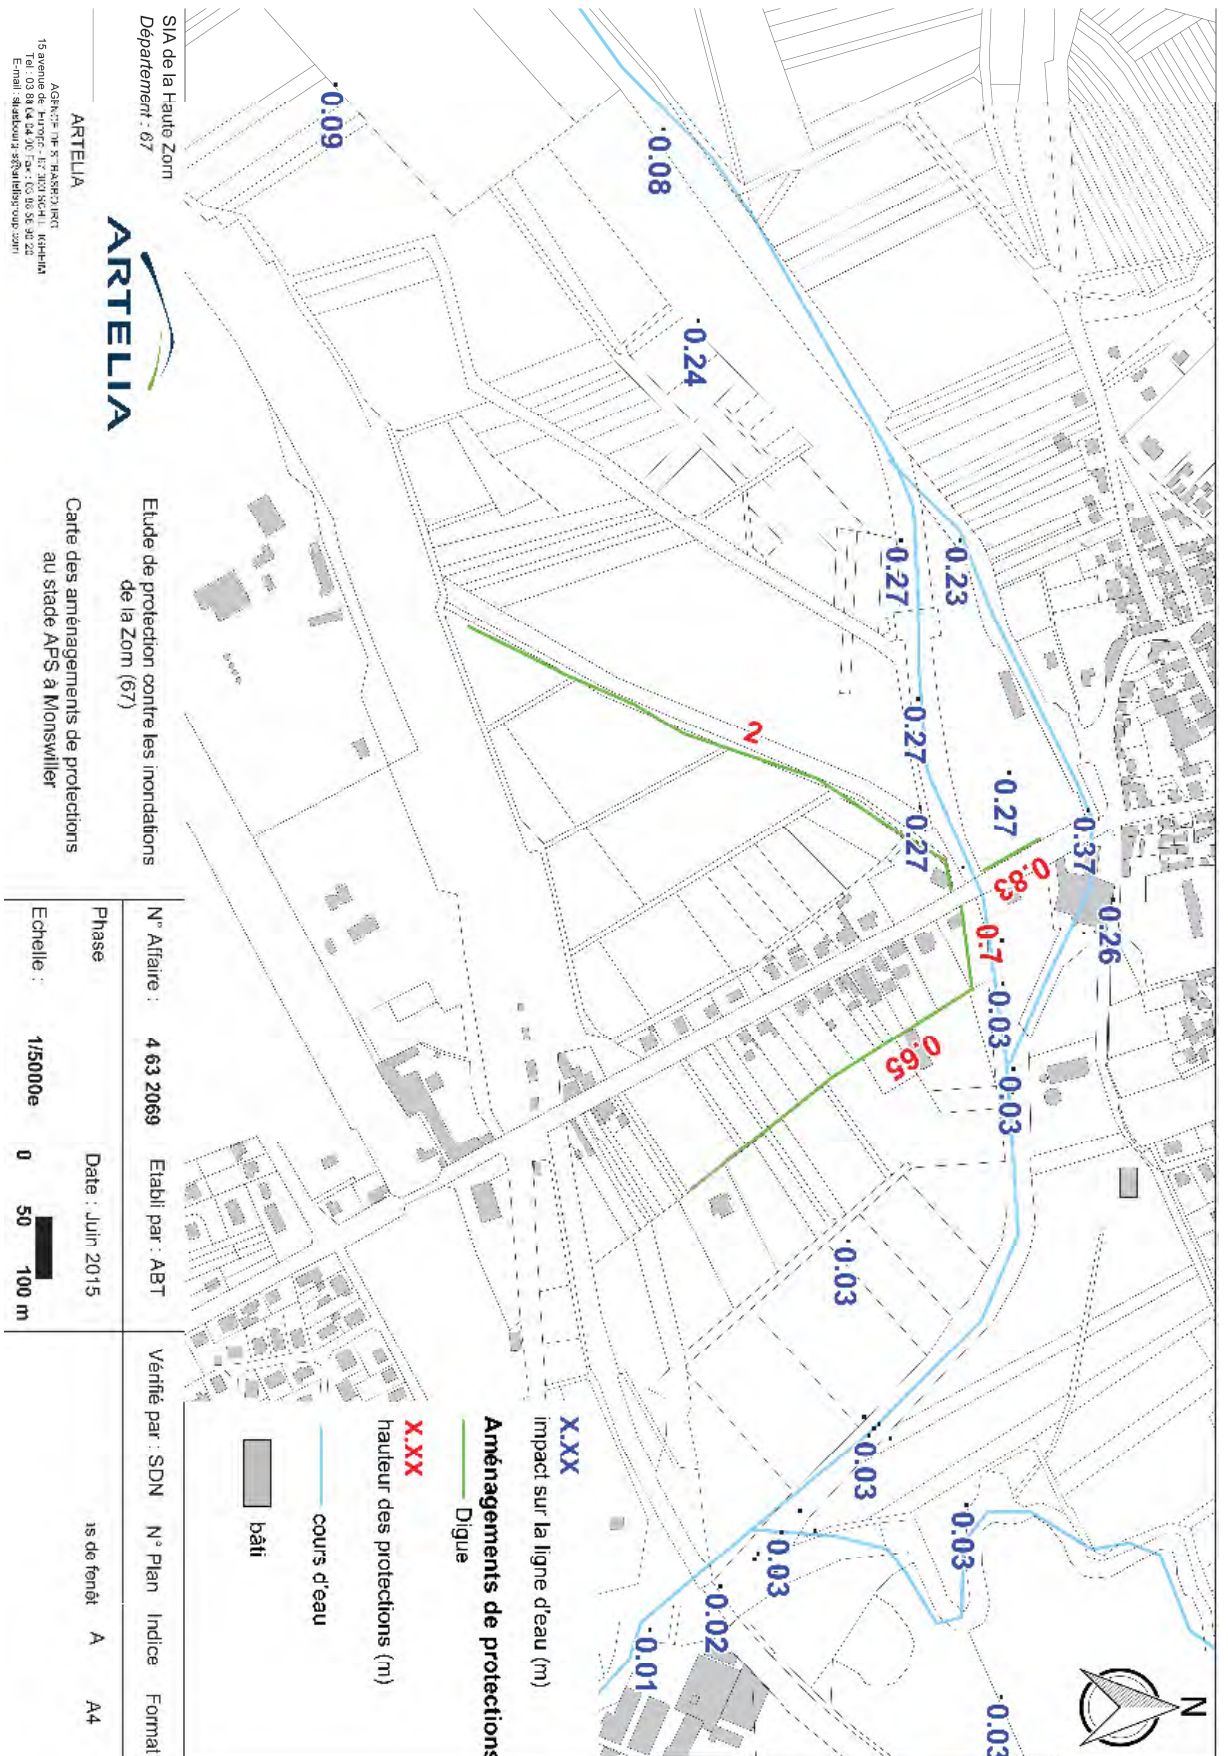 N
0.09
0.08
0.24
0.27
0.23
0.27
0.27
0.27
0.37
0.26
0.03
0.03
0.03
0.03
0.03
0.03
0.03
0.02
0.01
2
0.83
0.7
0.65
X.XX
impact sur la ligne d'eau (m)
Aménagements de protections
Digue
X.XX
hauteur des protections (m)
cours d'eau
bâti
SIA de la Haute Zorn
Département : 67
ARTELIA
ARTELIA
Etude de protection contre les inondations
de la Zorn (67)
Carte des aménagements de protections
au stade APS à Monswiller
N° Affaire : 4 63 2069 Etabli par : ABT Vérifié par : SDN N° Plan Indice Format
Phase Date : Juin 2015 A A4
Echelle : 1/5000e 0 50 100 m